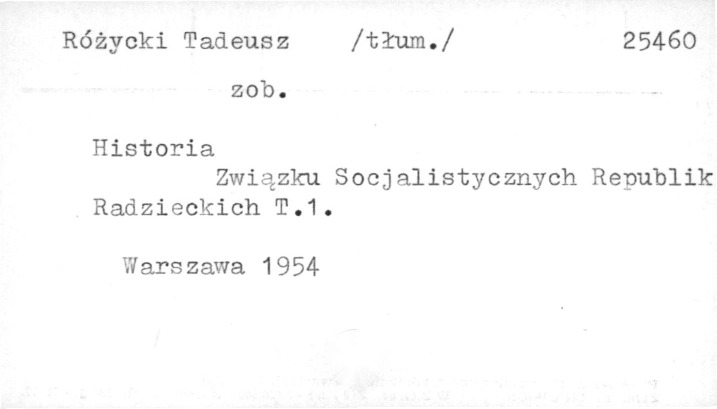 Różycki Tadeusz /tłum./ 25460
zob.
Historia
Związku Socjalistycznych Republik
Radzieckich T.1.
Warszawa 1954